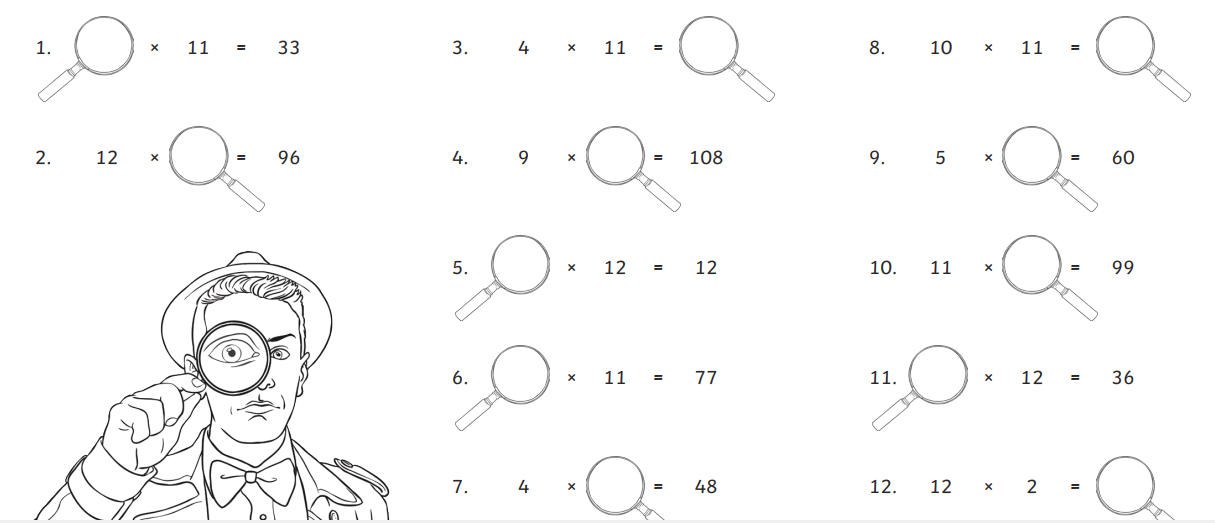 1. × 11 = 33
2. 12 × = 96
3. 4 × 11 =
4. 9 × = 108
5. × 12 = 12
6. × 11 = 77
7. 4 × = 48
8. 10 × 11 =
9. 5 × = 60
10. 11 × = 99
11. × 12 = 36
12. 12 × 2 =